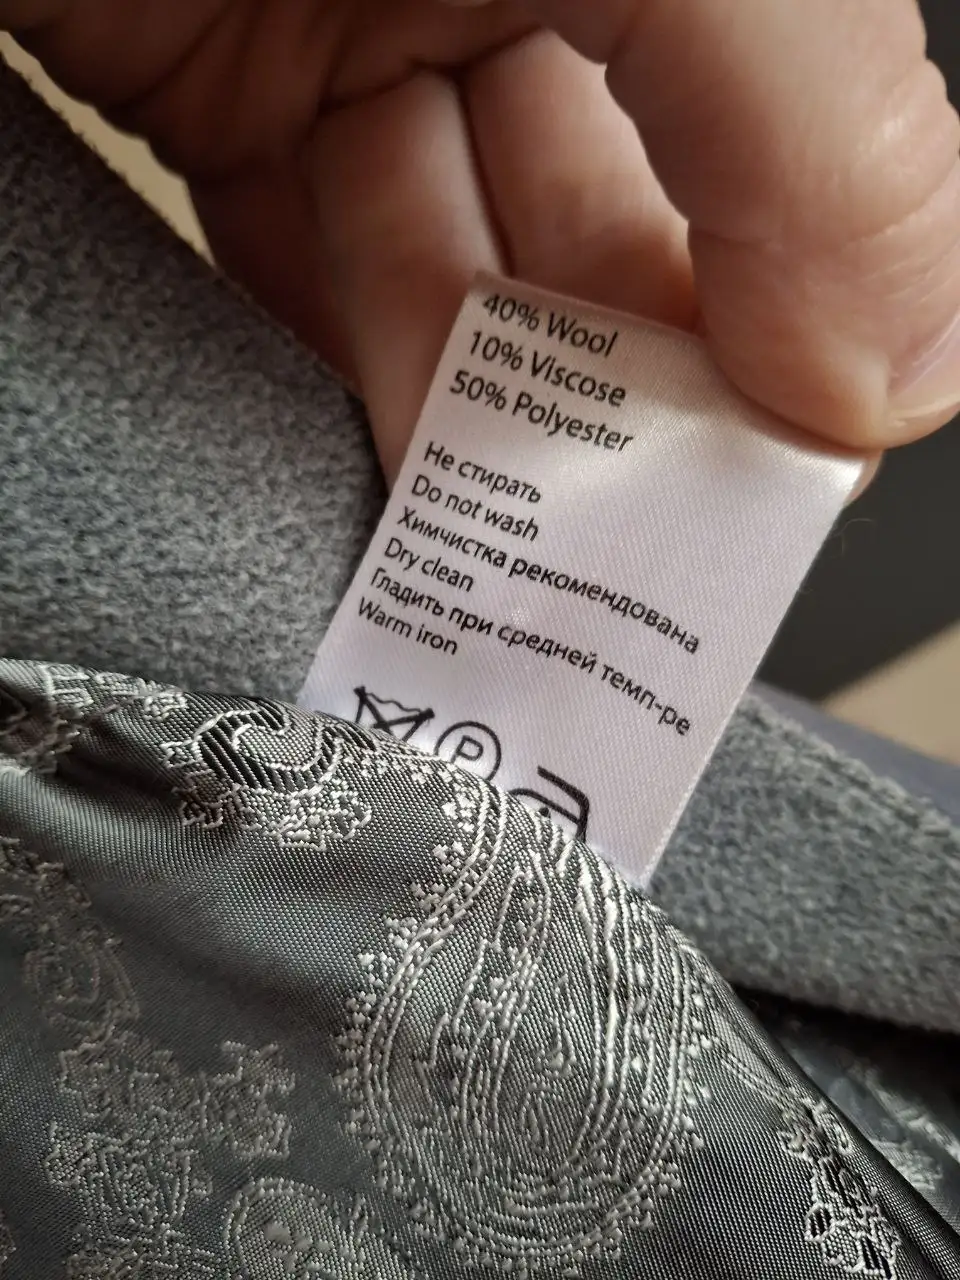 40% Wool
10% Viscose
50% Polyester
Не стирать
Do not wash
Химчистка рекомендована
Dry clean
Гладить при средней темп-ре
Warm iron
P